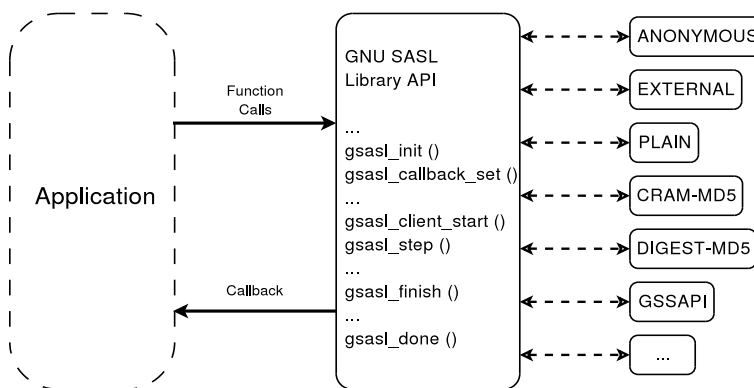 Application
Function
Calls
Callback
GNU SASL
Library API
...
gsasl_init ()
gsasl_callback_set ()
...
gsasl_client_start ()
gsasl_step ()
...
gsasl_finish ()
...
gsasl_done ()
ANONYMOUS
EXTERNAL
PLAIN
CRAM-MD5
DIGEST-MD5
GSSAPI
...